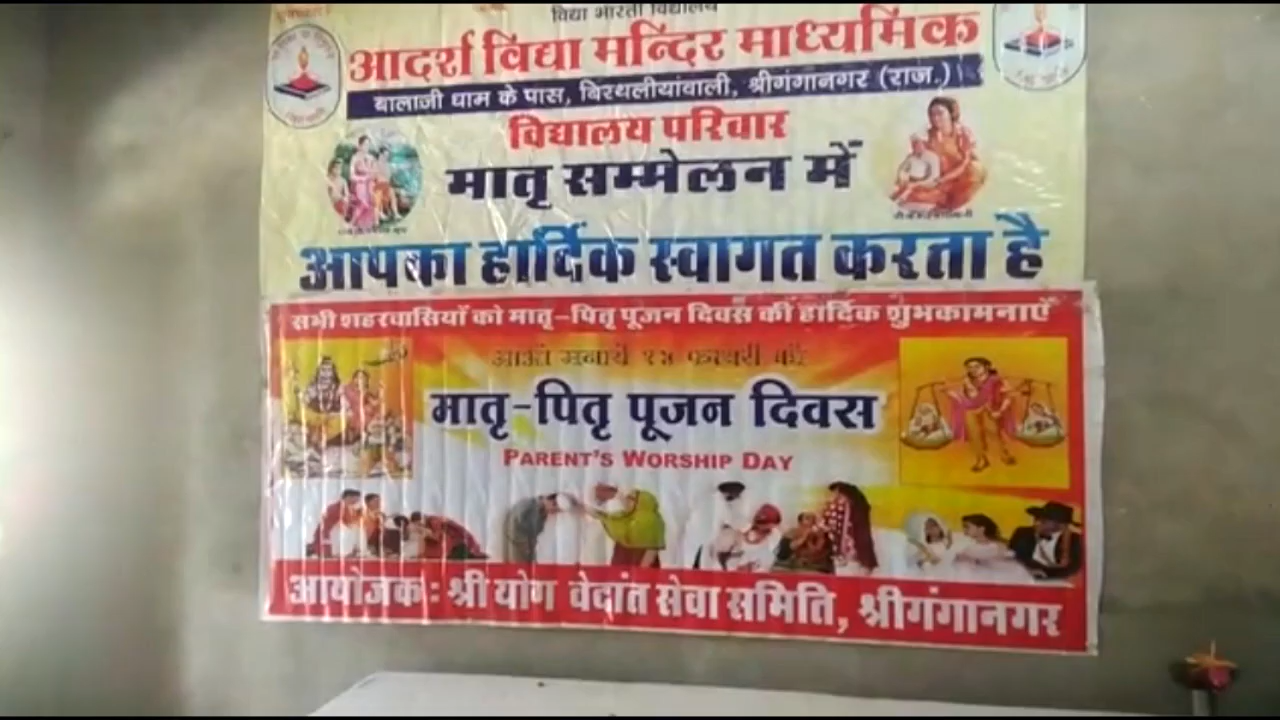 विद्या भारती विद्यालय
आदर्श विद्या मन्दिर माध्यमिक
बालाजी धाम के पास, बिरथलीयांवाली, श्रीगंगानगर (राज.)
विद्यालय परिवार
मातृ सम्मेलन में
आपका हार्दिक स्वागत करता है
सभी शहरवासियों को मातृ-पितृ पूजन दिवस की हार्दिक शुभकामनाएँ
आओ मनायें १४ फरवरी को
मातृ-पितृ पूजन दिवस
PARENT'S WORSHIP DAY
आयोजक: श्री योग वेदांत सेवा समिति, श्रीगंगानगर